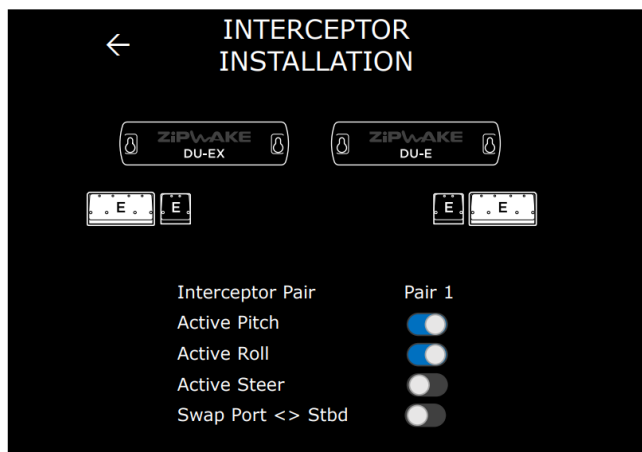 INTERCEPTOR
INSTALLATION
ZIPWAKE ZIPWAKE
DU-EX DU-E
E E E E
Interceptor Pair Pair 1
Active Pitch
Active Roll
Active Steer
Swap Port <> Stbd